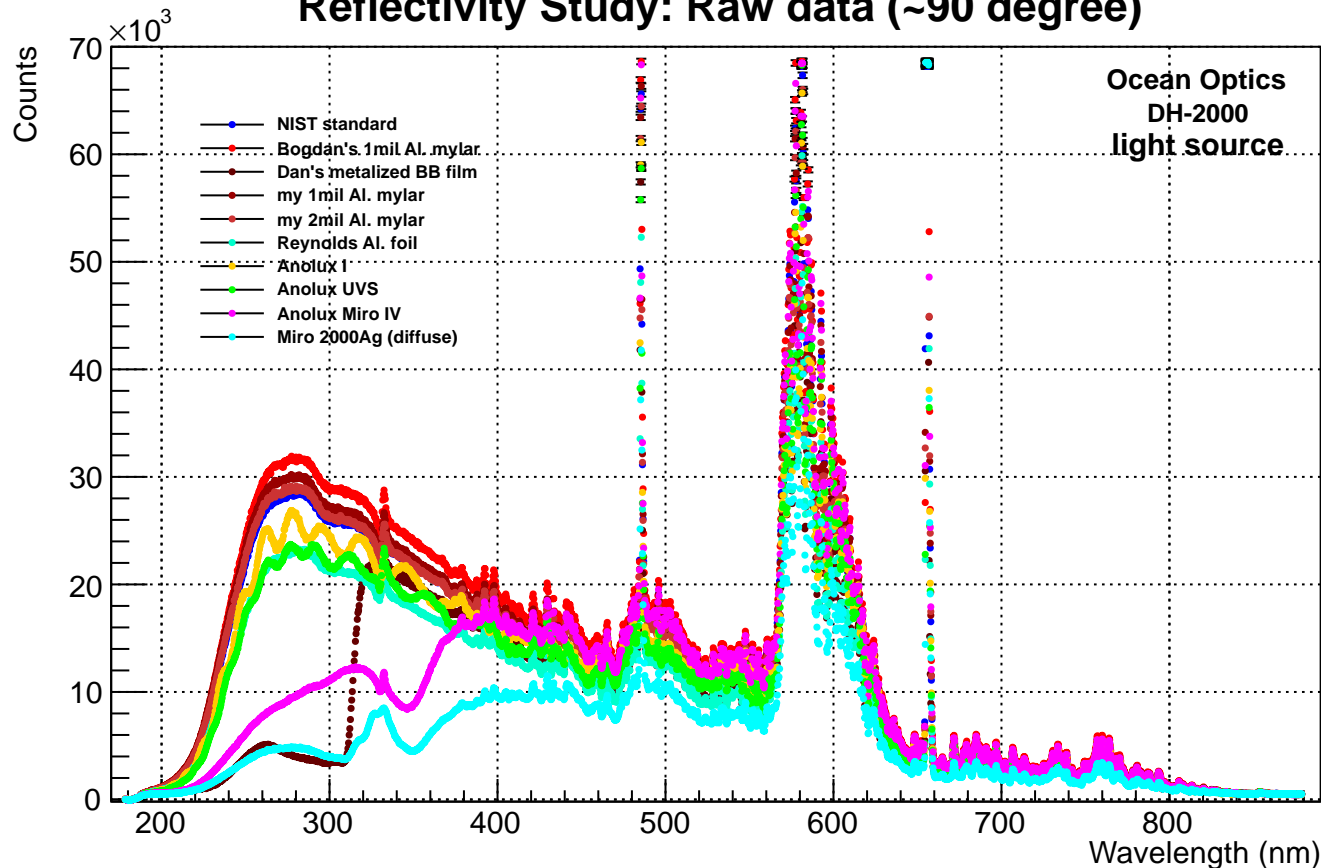 Reflectivity Study: Raw data (~90 degree)
×10³
Counts
70
60
50
40
30
20
10
0
Ocean Optics
DH-2000
light source
NIST standard
Bogdan's 1mil Al. mylar
Dan's metalized BB film
my 1mil Al. mylar
my 2mil Al. mylar
Reynolds Al. foil
Anolux I
Anolux UVS
Anolux Miro IV
Miro 2000Ag (diffuse)
200 300 400 500 600 700 800
Wavelength (nm)